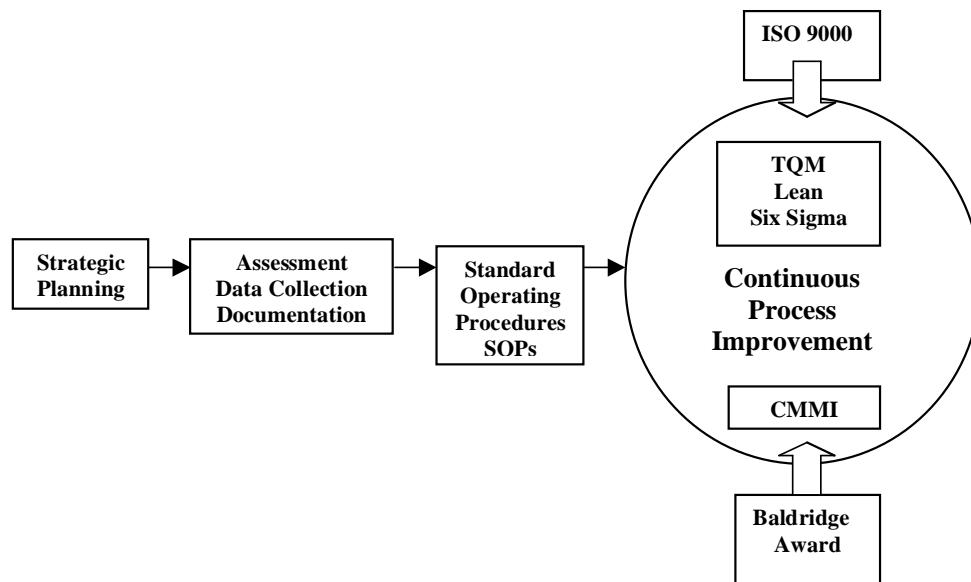 Strategic
Planning
Assessment
Data Collection
Documentation
Standard
Operating
Procedures
SOPs
ISO 9000
TQM
Lean
Six Sigma
Continuous
Process
Improvement
CMMI
Baldridge
Award